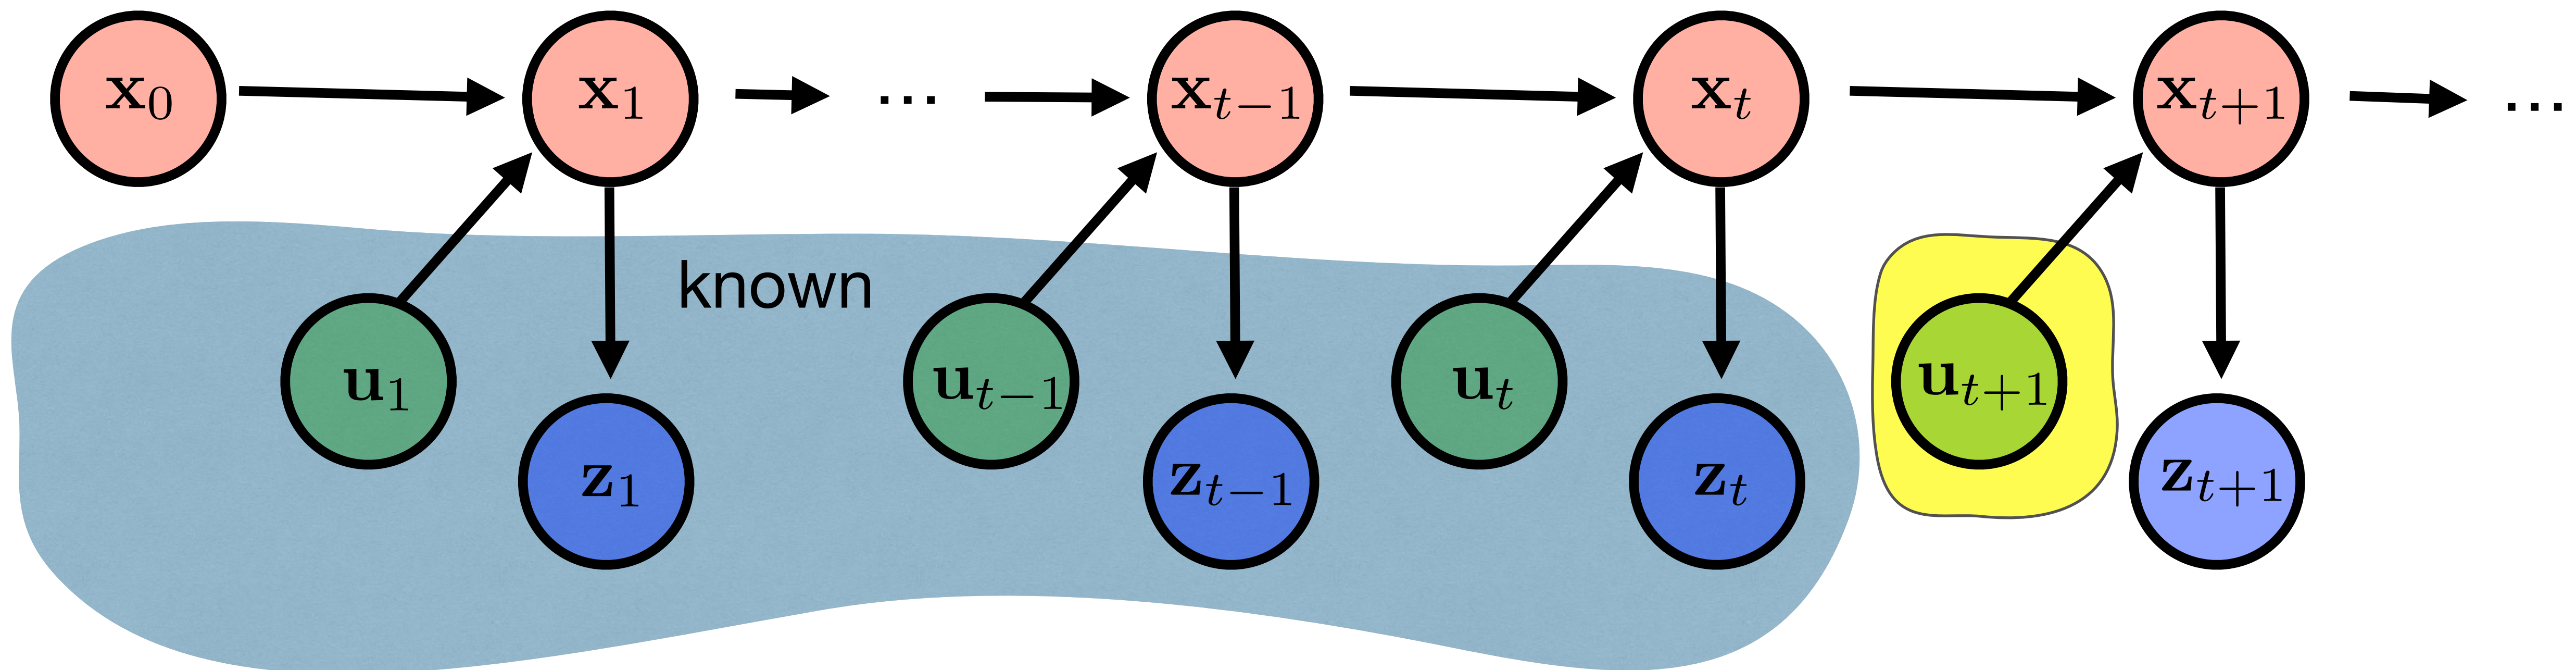 x₀ x₁ ... xₜ₋₁ xₜ xₜ₊₁ ...
known
u₁ uₜ₋₁ uₜ uₜ₊₁
z₁ zₜ₋₁ zₜ zₜ₊₁